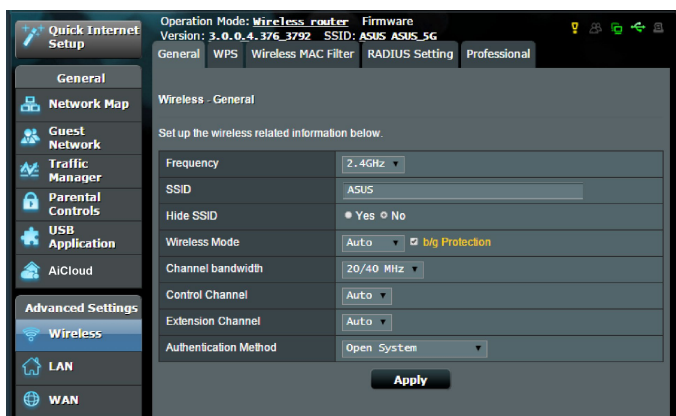 Quick Internet
Setup
Operation Mode: Wireless router Firmware
Version: 3.0.0.4.376_3792 SSID: ASUS ASUS_5G
General WPS Wireless MAC Filter RADIUS Setting Professional
General
Network Map
Guest
Network
Traffic
Manager
Parental
Controls
USB
Application
AiCloud
Advanced Settings
Wireless
LAN
WAN
Wireless - General
Set up the wireless related information below.
Frequency 2.4GHz
SSID ASUS
Hide SSID Yes No
Wireless Mode Auto b/g Protection
Channel bandwidth 20/40 MHz
Control Channel Auto
Extension Channel Auto
Authentication Method Open System
Apply